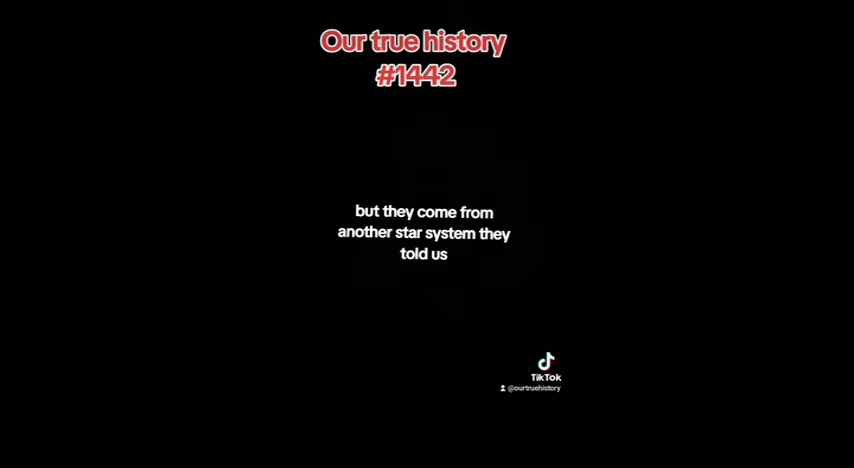 Our true history
#1442
but they come from
another star system they
told us
TikTok
@ourtruehistory